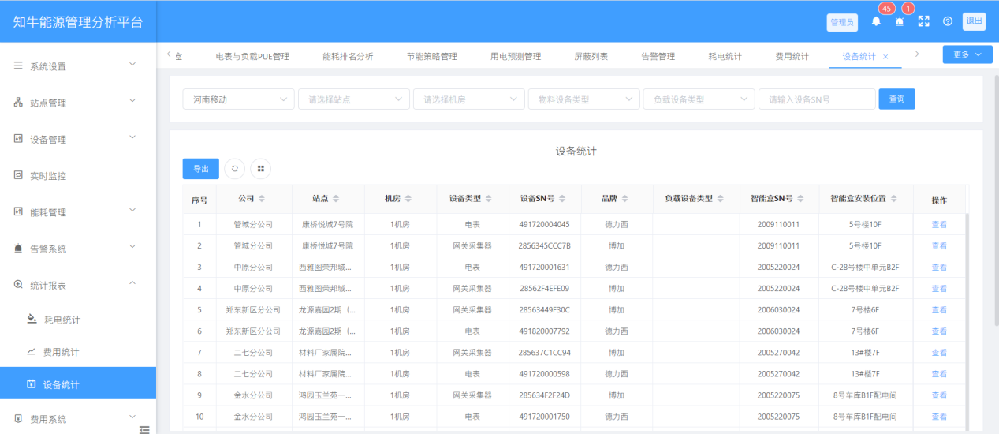 知牛能源管理分析平台
管理员 45 1 退出
系统设置
站点管理
设备管理
实时监控
能耗管理
告警系统
统计报表
耗电统计
费用统计
设备统计
费用系统
盒 电表与负载PUE管理 能耗排名分析 节能策略管理 用电预测管理 屏蔽列表 告警管理 耗电统计 费用统计 设备统计 × 更多
河南移动 请选择站点 请选择机房 物料设备类型 负载设备类型 请输入设备SN号 查询
设备统计
导出
序号 公司 站点 机房 设备类型 设备SN号 品牌 负载设备类型 智能盒SN号 智能盒安装位置 操作
1 管城分公司 康桥悦城7号院 1机房 电表 491720004045 德力西 2009110011 5号楼10F 查看
2 管城分公司 康桥悦城7号院 1机房 网关采集器 2856345CCC7B 博加 2009110011 5号楼10F 查看
3 中原分公司 西雅图荣邦城... 1机房 电表 491720001631 德力西 2005220024 C-28号楼中单元B2F 查看
4 中原分公司 西雅图荣邦城... 1机房 网关采集器 28562F4EFE09 博加 2005220024 C-28号楼中单元B2F 查看
5 郑东新区分公司 龙源嘉园2期（... 1机房 网关采集器 28563449F30C 博加 2006030024 7号楼6F 查看
6 郑东新区分公司 龙源嘉园2期（... 1机房 电表 491820007792 德力西 2006030024 7号楼6F 查看
7 二七分公司 材料厂家属院... 1机房 网关采集器 285637C1CC94 博加 2005270042 13#楼7F 查看
8 二七分公司 材料厂家属院... 1机房 电表 491720000598 德力西 2005270042 13#楼7F 查看
9 金水分公司 鸿园玉兰苑一... 1机房 网关采集器 285634F2F24D 博加 2005220075 8号车库B1F配电间 查看
10 金水分公司 鸿园玉兰苑一... 1机房 电表 491720001750 德力西 2005220075 8号车库B1F配电间 查看